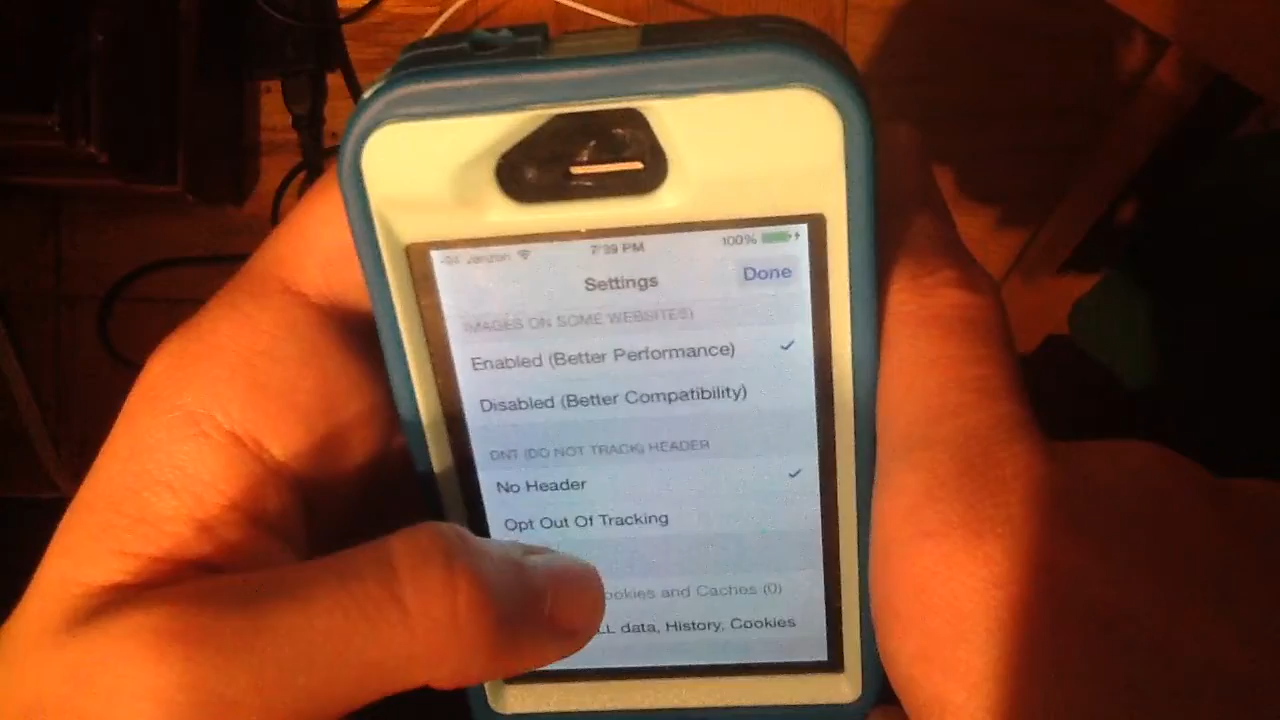 Verizon 7:39 PM 100%
Settings Done
IMAGES ON SOME WEBSITES)
Enabled (Better Performance)
Disabled (Better Compatibility)
DNT (DO NOT TRACK) HEADER
No Header
Opt Out Of Tracking
ookies and Caches (0)
LL data, History, Cookies